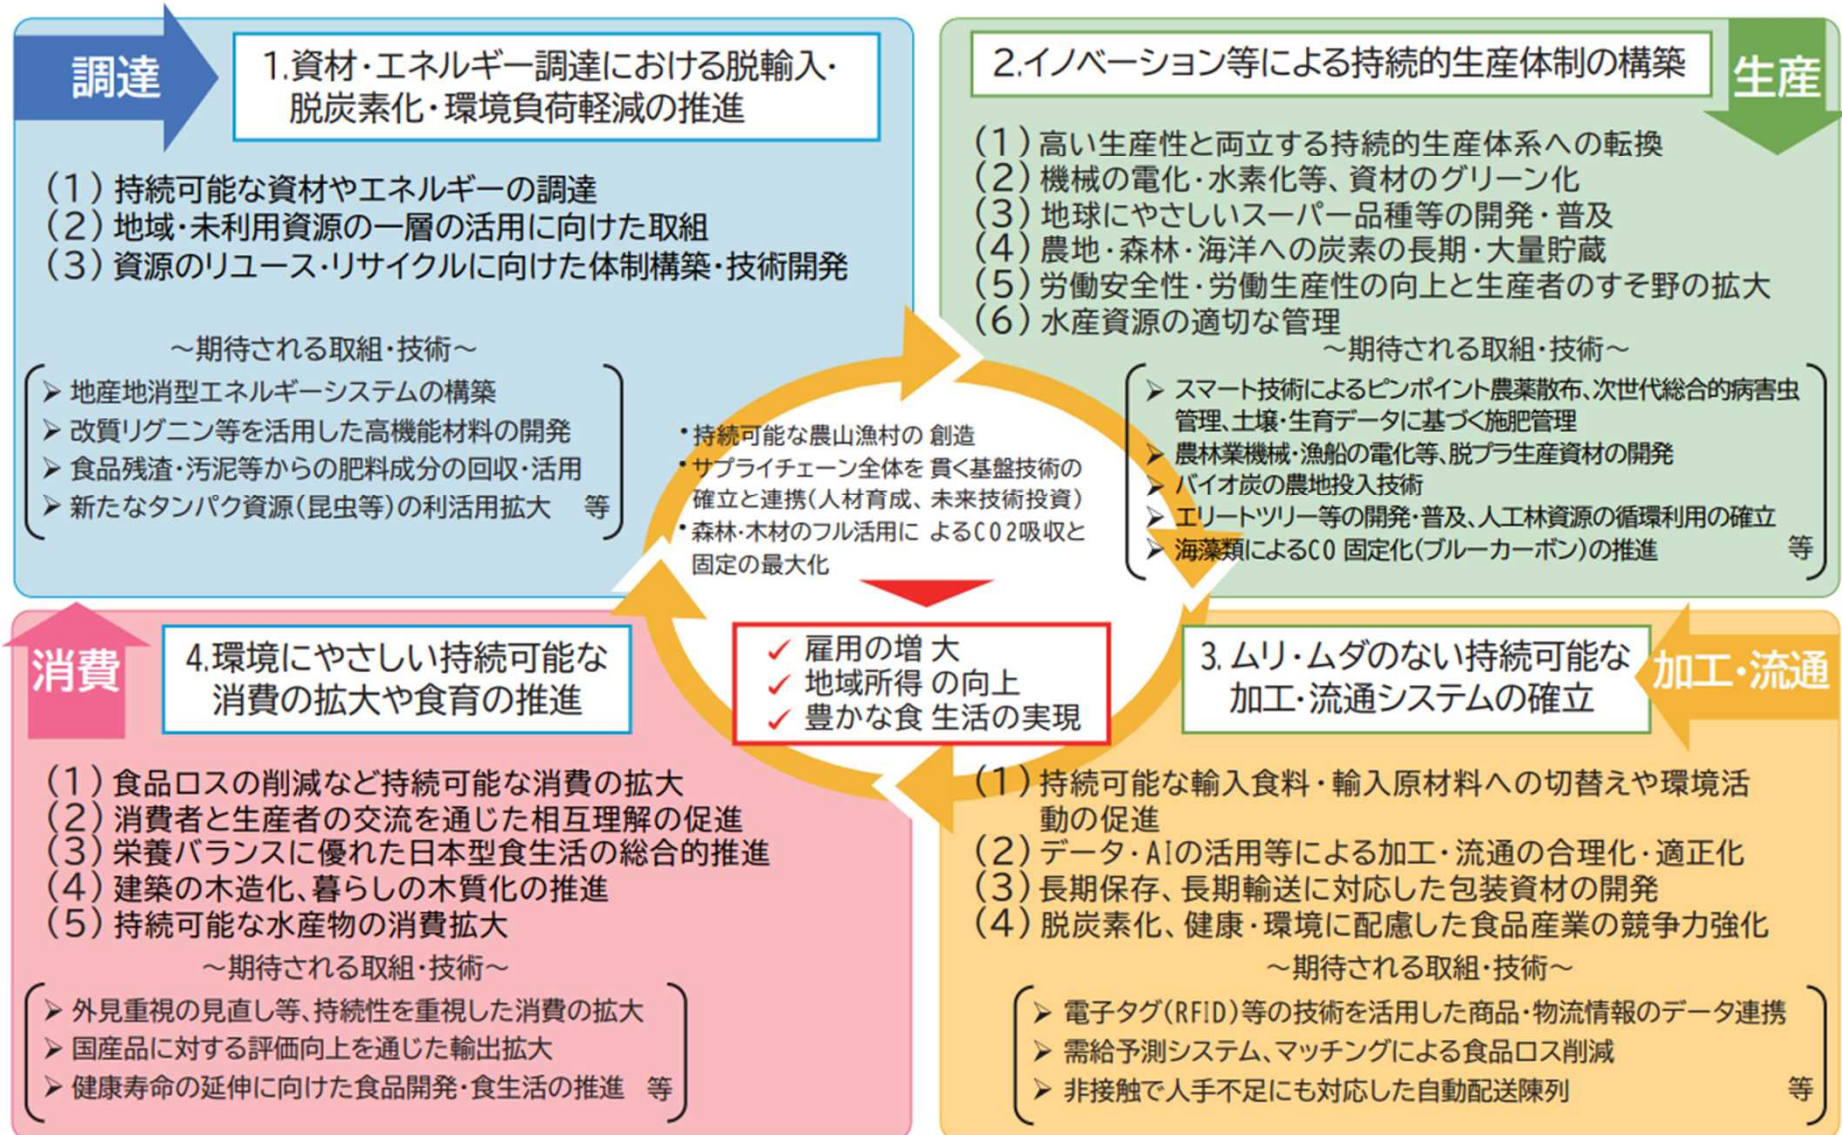 調達
1.資材・エネルギー調達における脱輸入・
脱炭素化・環境負荷軽減の推進
(1)持続可能な資材やエネルギーの調達
(2)地域・未利用資源の一層の活用に向けた取組
(3)資源のリユース・リサイクルに向けた体制構築・技術開発
～期待される取組・技術～
➢ 地産地消型エネルギーシステムの構築
➢ 改質リグニン等を活用した高機能材料の開発
➢ 食品残渣・汚泥等からの肥料成分の回収・活用
➢ 新たなタンパク資源(昆虫等)の利活用拡大 等
2.イノベーション等による持続的生産体制の構築
生産
(1)高い生産性と両立する持続的生産体系への転換
(2)機械の電化・水素化等、資材のグリーン化
(3)地球にやさしいスーパー品種等の開発・普及
(4)農地・森林・海洋への炭素の長期・大量貯蔵
(5)労働安全性・労働生産性の向上と生産者のすそ野の拡大
(6)水産資源の適切な管理
～期待される取組・技術～
➢ スマート技術によるピンポイント農薬散布、次世代総合的病害虫
管理、土壌・生育データに基づく施肥管理
➢ 農林業機械・漁船の電化等、脱プラ生産資材の開発
➢ バイオ炭の農地投入技術
➢ エリートツリー等の開発・普及、人工林資源の循環利用の確立
➢ 海藻類によるCO 固定化(ブルーカーボン)の推進 等
・持続可能な農山漁村の 創造
・サプライチェーン全体を 貫く基盤技術の
確立と連携(人材育成、未来技術投資)
・森林・木材のフル活用に よるCO2吸収と
固定の最大化
✓ 雇用の増 大
✓ 地域所得 の向上
✓ 豊かな食 生活の実現
3.ムリ・ムダのない持続可能な
加工・流通システムの確立
加工・流通
(1)持続可能な輸入食料・輸入原材料への切替えや環境活
動の促進
(2)データ・AIの活用等による加工・流通の合理化・適正化
(3)長期保存、長期輸送に対応した包装資材の開発
(4)脱炭素化、健康・環境に配慮した食品産業の競争力強化
～期待される取組・技術～
➢ 電子タグ(RFID)等の技術を活用した商品・物流情報のデータ連携
➢ 需給予測システム、マッチングによる食品ロス削減
➢ 非接触で人手不足にも対応した自動配送陳列 等
消費
4.環境にやさしい持続可能な
消費の拡大や食育の推進
(1)食品ロスの削減など持続可能な消費の拡大
(2)消費者と生産者の交流を通じた相互理解の促進
(3)栄養バランスに優れた日本型食生活の総合的推進
(4)建築の木造化、暮らしの木質化の推進
(5)持続可能な水産物の消費拡大
～期待される取組・技術～
➢ 外見重視の見直し等、持続性を重視した消費の拡大
➢ 国産品に対する評価向上を通じた輸出拡大
➢ 健康寿命の延伸に向けた食品開発・食生活の推進 等